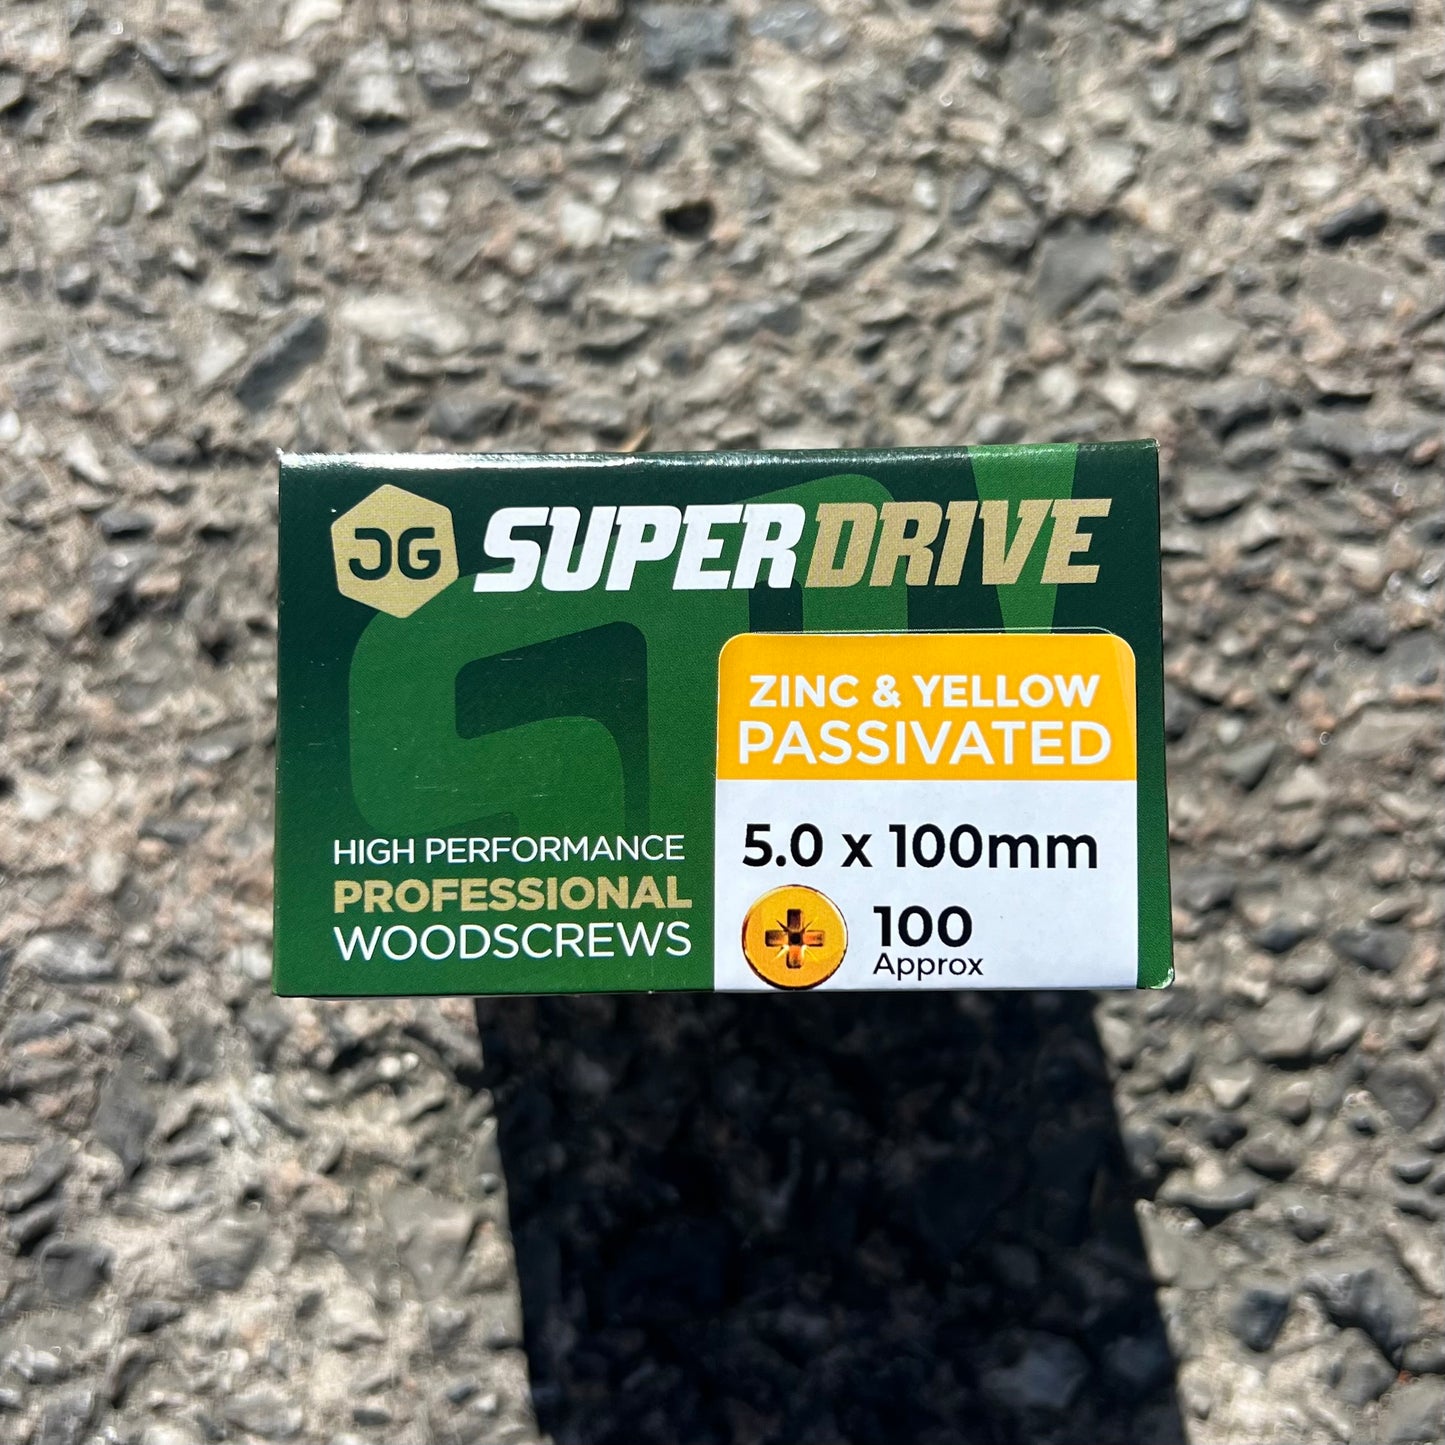 JG SUPERDRIVE
ZINC & YELLOW
PASSIVATED
HIGH PERFORMANCE
PROFESSIONAL
WOODSCREWS
5.0 x 100mm
100
Approx